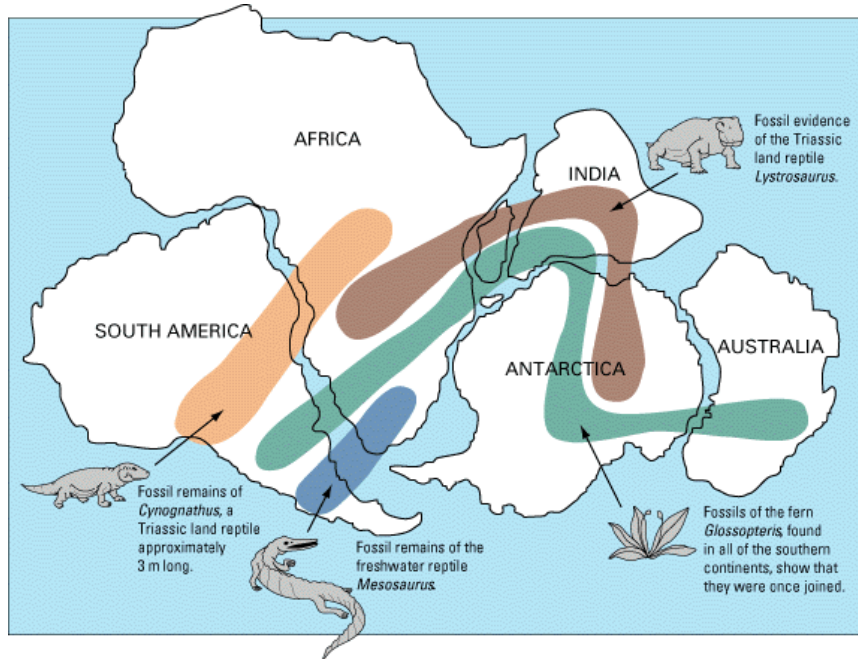 AFRICA
INDIA
Fossil evidence
of the Triassic
land reptile
Lystrosaurus.
SOUTH AMERICA
ANTARCTICA
AUSTRALIA
Fossil remains of
Cynognathus, a
Triassic land reptile
approximately
3 m long.
Fossil remains of the
freshwater reptile
Mesosaurus.
Fossils of the fern
Glossopteris, found
in all of the southern
continents, show that
they were once joined.